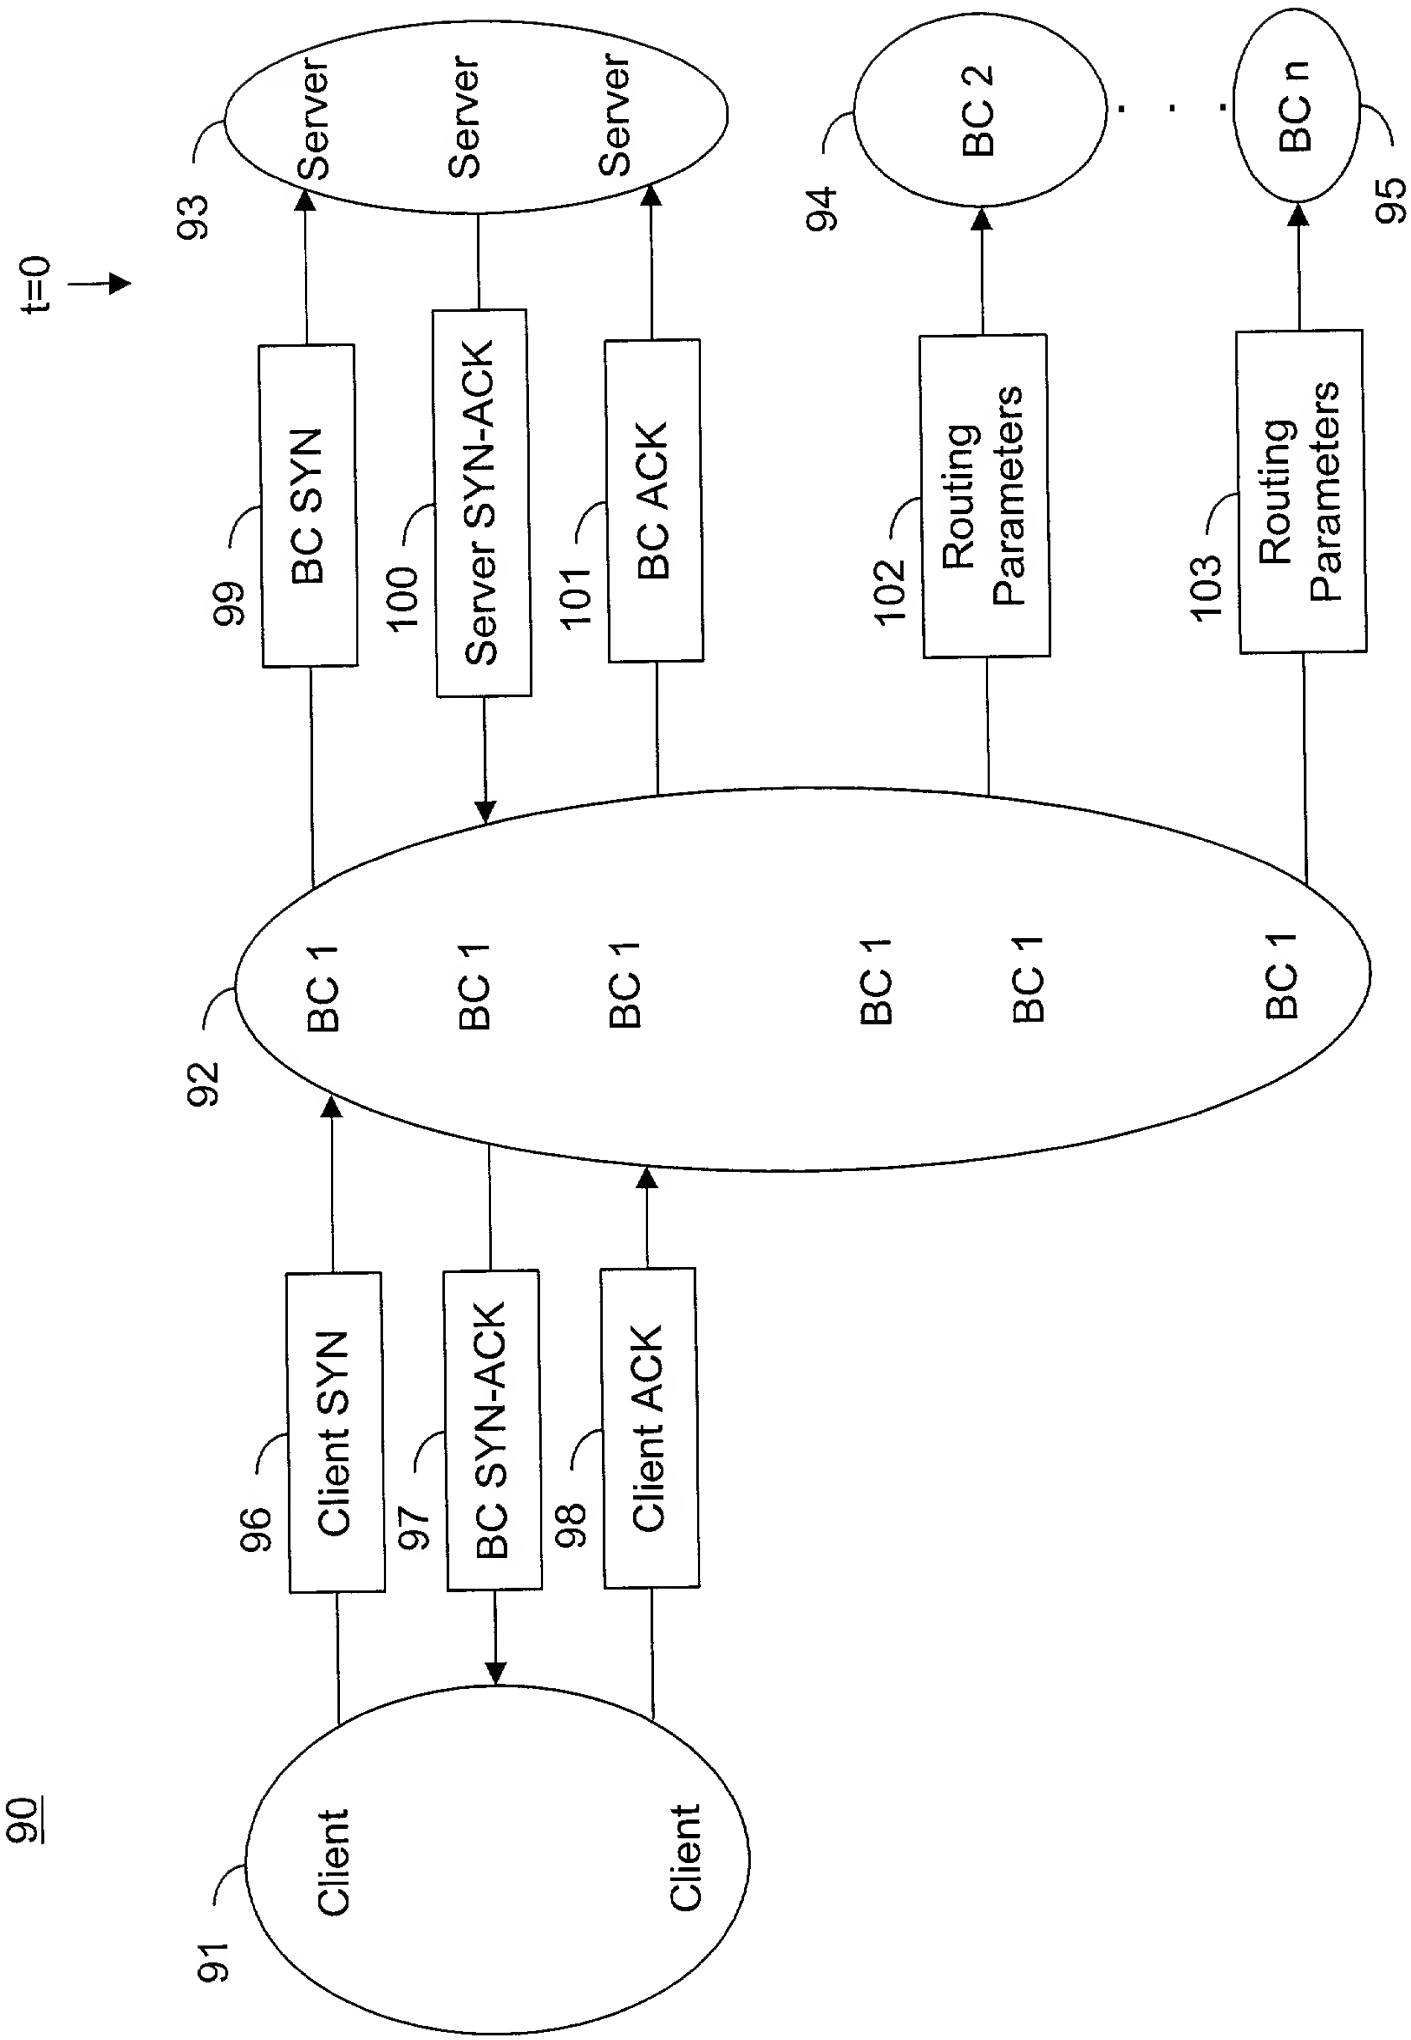 90
t=0
91
92
93
Client
96
Client SYN
BC 1
99
BC SYN
Server
97
BC SYN-ACK
BC 1
100
Server SYN-ACK
Server
98
Client ACK
BC 1
101
BC ACK
Server
Client
BC 1
94
102
Routing
Parameters
BC 2
BC 1
. . .
103
Routing
Parameters
BC 1
BC n
95